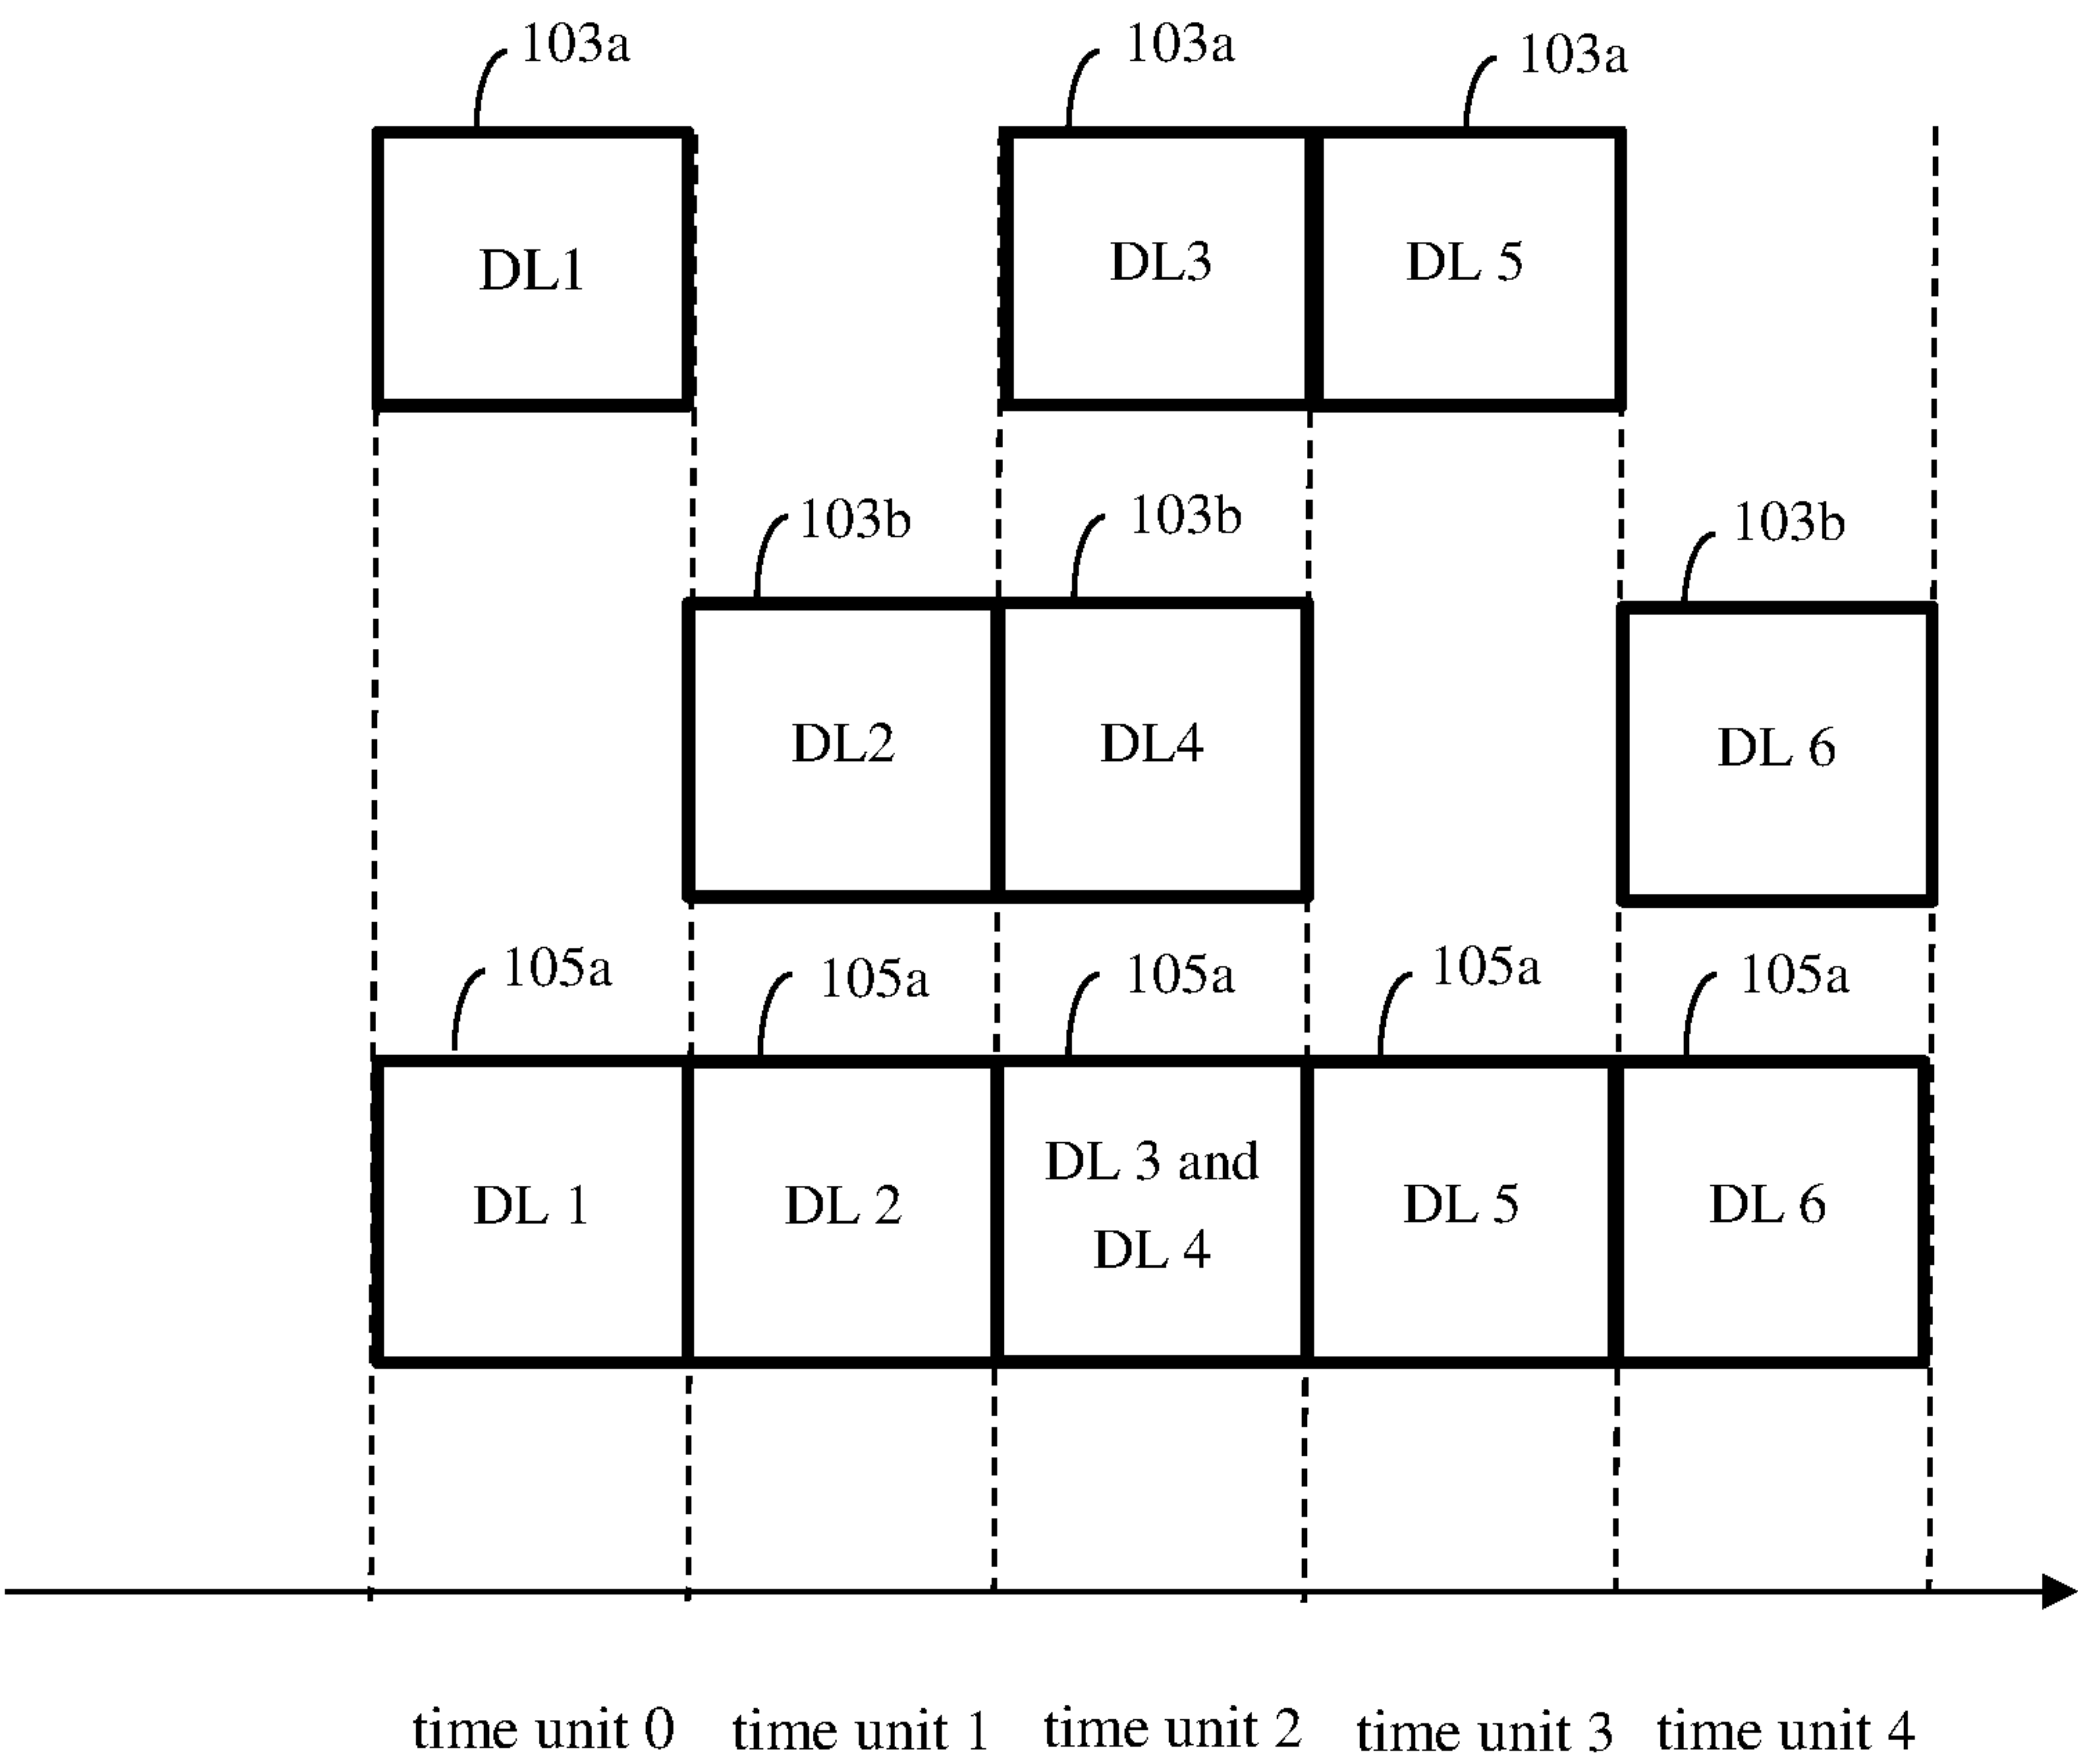 103a
103a
103a
DL1
DL3
DL 5
103b
103b
103b
DL2
DL4
DL 6
105a
105a
105a
105a
105a
DL 1
DL 2
DL 3 and
DL 4
DL 5
DL 6
time unit 0
time unit 1
time unit 2
time unit 3
time unit 4